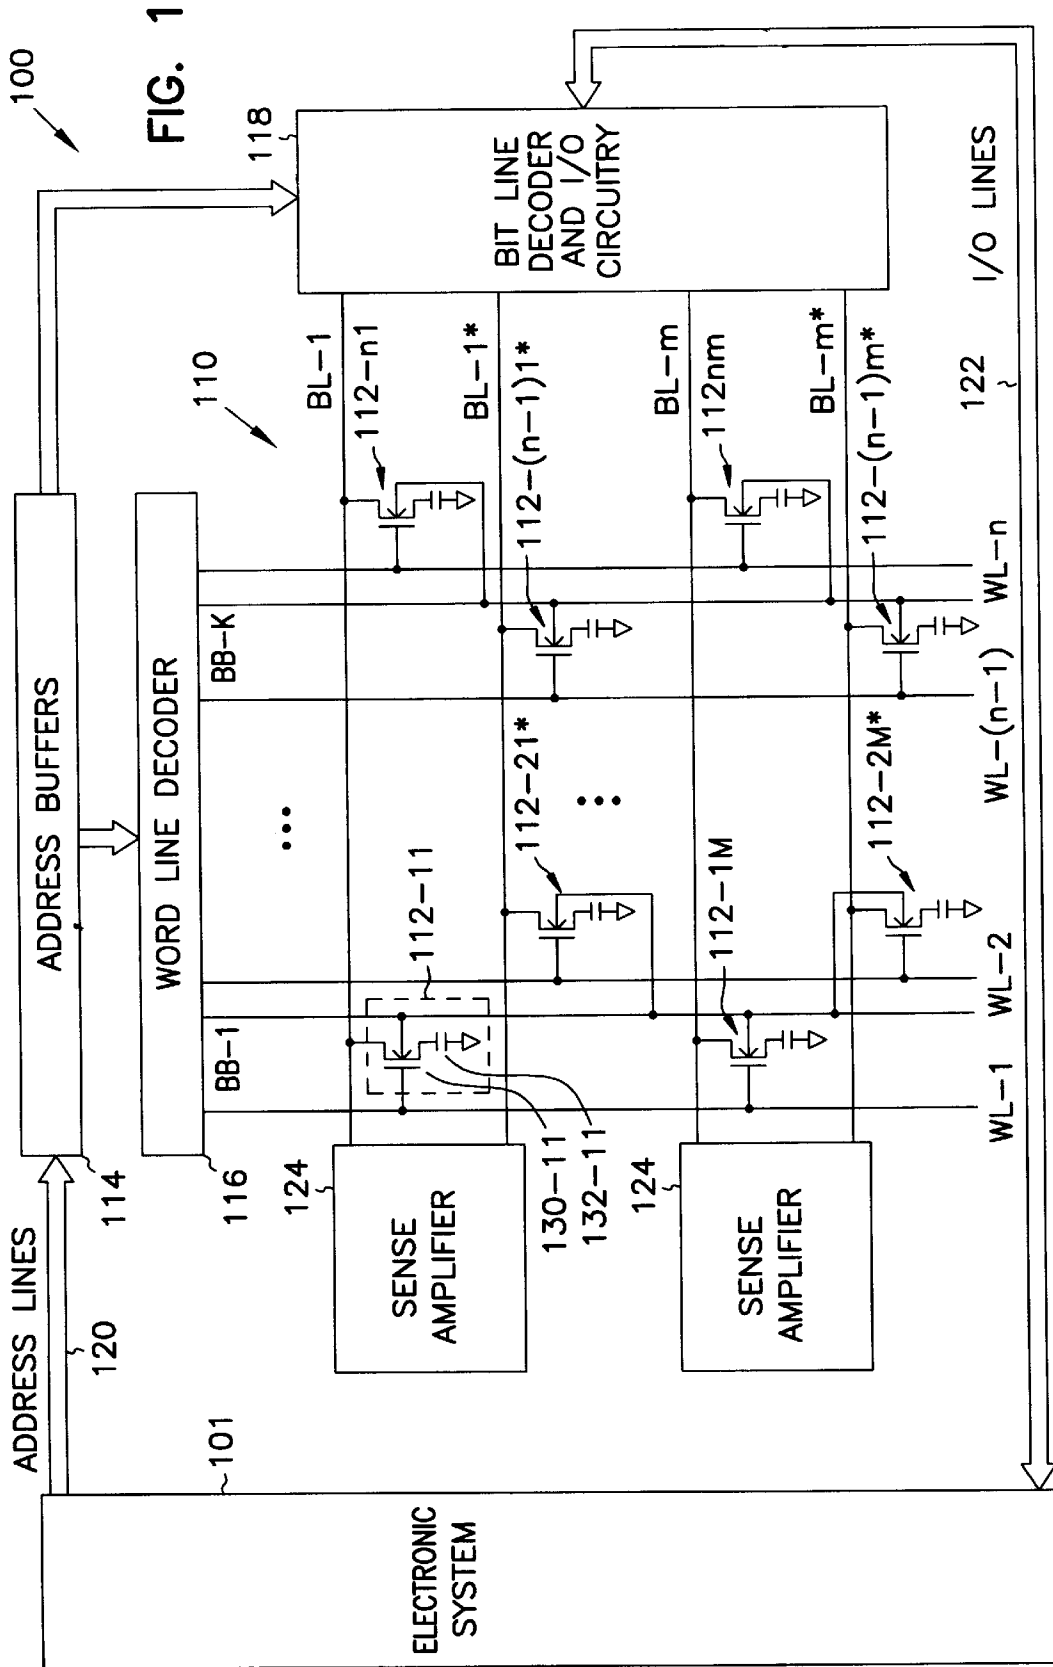 FIG. 1
100
ADDRESS LINES
120
ADDRESS BUFFERS
114
WORD LINE DECODER
116
110
118
BIT LINE
DECODER
AND I/O
CIRCUITRY
101
ELECTRONIC
SYSTEM
124
SENSE
AMPLIFIER
124
SENSE
AMPLIFIER
130-11
132-11
BB-1
BB-K
112-11
112-21*
112-1M
112-2M*
BL-1
112-n1
BL-1*
112-(n-1)1*
BL-m
112nm
BL-m*
112-(n-1)m*
WL-1
WL-2
WL-(n-1)
WL-n
122
I/O LINES